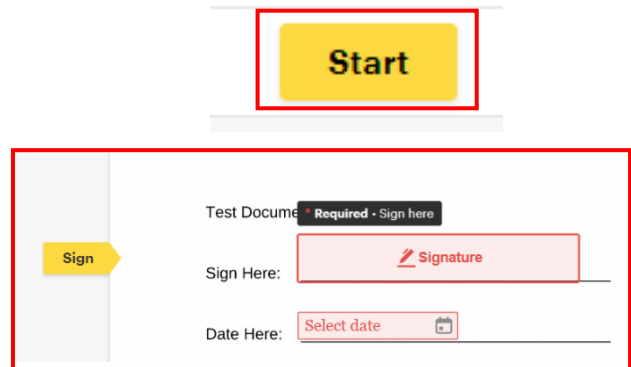 Start
Test Docume * Required • Sign here
Sign
Sign Here: Signature
Date Here: Select date